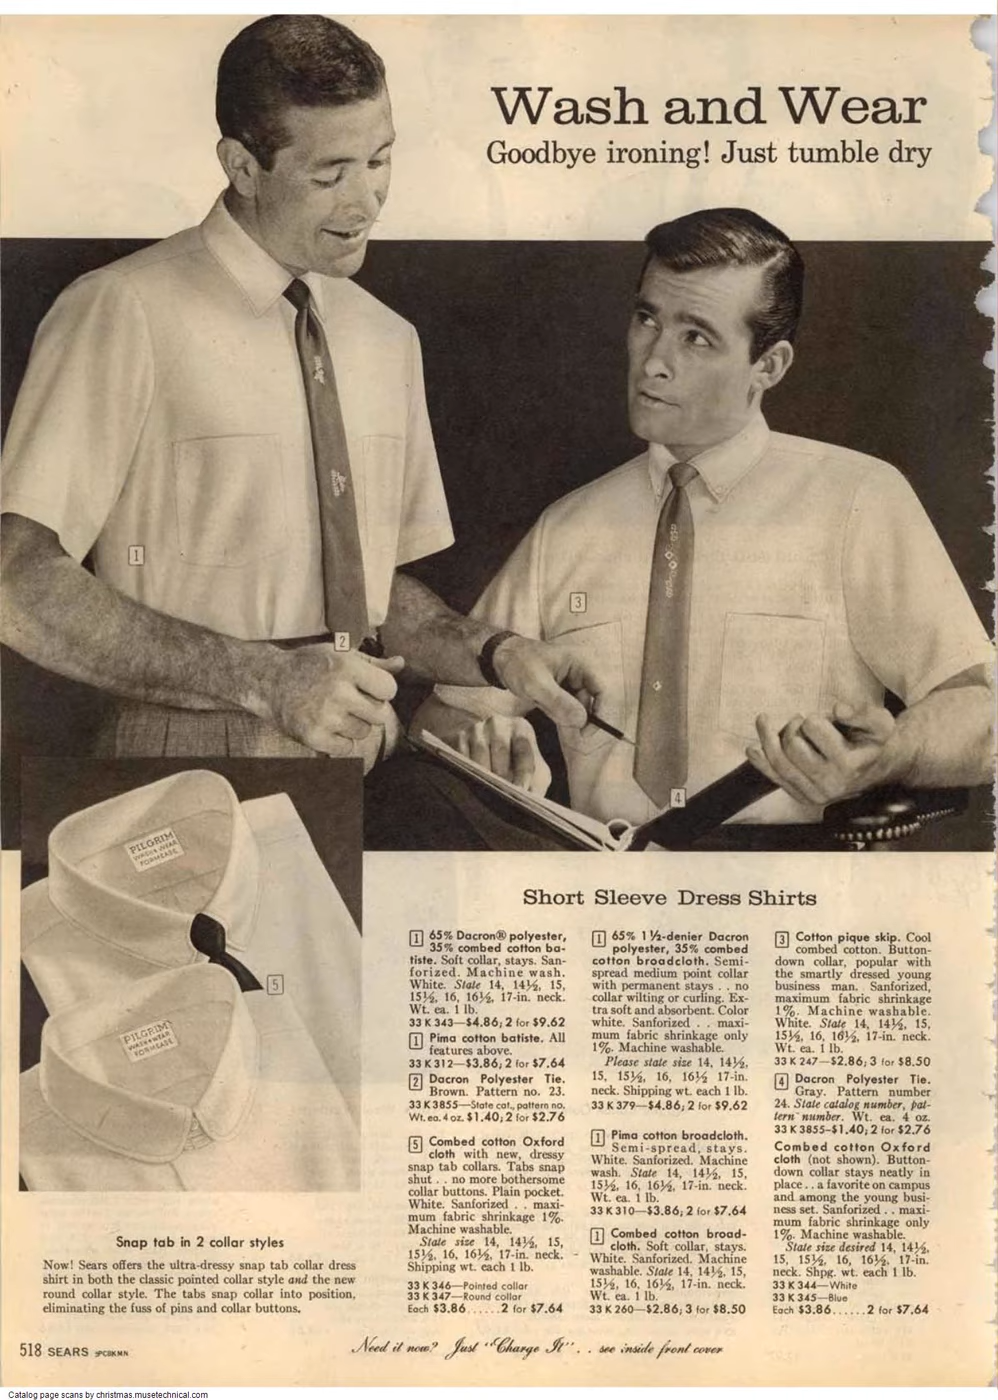 Wash and Wear
Goodbye ironing! Just tumble dry
1
2
3
4
PILGRIM
WASH & WEAR
FORMEASE
5
PILGRIM
WASH & WEAR
FORMEASE
Snap tab in 2 collar styles
Now! Sears offers the ultra-dressy snap tab collar dress
shirt in both the classic pointed collar style and the new
round collar style. The tabs snap collar into position,
eliminating the fuss of pins and collar buttons.
Short Sleeve Dress Shirts
1 65% Dacron® polyester,
35% combed cotton ba-
tiste. Soft collar, stays. San-
forized. Machine wash.
White. State 14, 14½, 15,
15½, 16, 16½, 17-in. neck.
Wt. ea. 1 lb.
33 K 343—$4.86; 2 for $9.62
1 Pima cotton batiste. All
features above.
33 K 312—$3.86; 2 for $7.64
2 Dacron Polyester Tie.
Brown. Pattern no. 23.
33 K 3855—State cat., pattern no.
Wt. ea. 4 oz. $1.40; 2 for $2.76
5 Combed cotton Oxford
cloth with new, dressy
snap tab collars. Tabs snap
shut . . no more bothersome
collar buttons. Plain pocket.
White. Sanforized . . maxi-
mum fabric shrinkage 1%.
Machine washable.
State size 14, 14½, 15,
15½, 16, 16½, 17-in. neck.
Shipping wt. each 1 lb.
33 K 346—Pointed collar
33 K 347—Round collar
Each $3.86......2 for $7.64
1 65% 1½-denier Dacron
polyester, 35% combed
cotton broadcloth. Semi-
spread medium point collar
with permanent stays . . no
collar wilting or curling. Ex-
tra soft and absorbent. Color
white. Sanforized . . maxi-
mum fabric shrinkage only
1%. Machine washable.
Please state size 14, 14½,
15, 15½, 16, 16½ 17-in.
neck. Shipping wt. each 1 lb.
33 K 379—$4.86; 2 for $9.62
1 Pima cotton broadcloth.
Semi-spread, stays.
White. Sanforized. Machine
wash. State 14, 14½, 15,
15½, 16, 16½, 17-in. neck.
Wt. ea. 1 lb.
33 K 310—$3.86; 2 for $7.64
1 Combed cotton broad-
cloth. Soft collar, stays.
White. Sanforized. Machine
washable. State 14, 14½, 15,
15½, 16, 16½, 17-in. neck.
Wt. ea. 1 lb.
33 K 260—$2.86; 3 for $8.50
3 Cotton pique skip. Cool
combed cotton. Button-
down collar, popular with
the smartly dressed young
business man. Sanforized,
maximum fabric shrinkage
1%. Machine washable.
White. State 14, 14½, 15,
15½, 16, 16½, 17-in. neck.
Wt. ea. 1 lb.
33 K 247—$2.86; 3 for $8.50
4 Dacron Polyester Tie.
Gray. Pattern number
24. State catalog number, pat-
tern number. Wt. ea. 4 oz.
33 K 3855—$1.40; 2 for $2.76
Combed cotton Oxford
cloth (not shown). Button-
down collar stays neatly in
place . . a favorite on campus
and among the young busi-
ness set. Sanforized . . maxi-
mum fabric shrinkage only
1%. Machine washable.
State size desired 14, 14½,
15, 15½, 16, 16½, 17-in.
neck. Shpg. wt. each 1 lb.
33 K 344—White
33 K 345—Blue
Each $3.86......2 for $7.64
518 SEARS
Need it now? Just "Charge It" . . see inside front cover
Catalog page scans by christmas.musetechnical.com